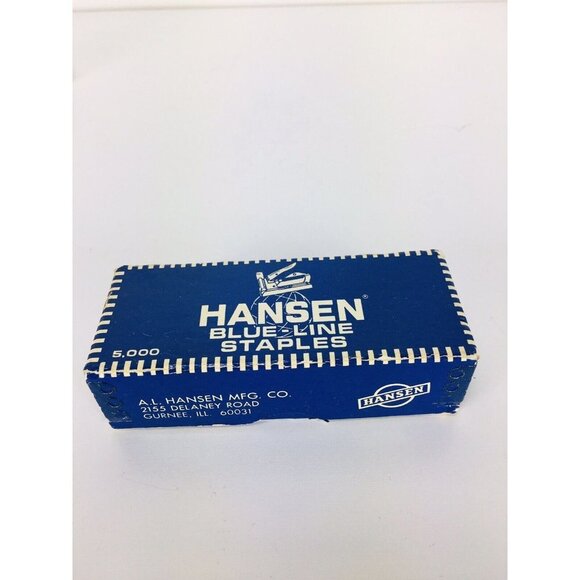 HANSEN®
BLUE-LINE
STAPLES
5,000
A.L. HANSEN MFG. CO.
2155 DELANEY ROAD
GURNEE, ILL. 60031
HANSEN